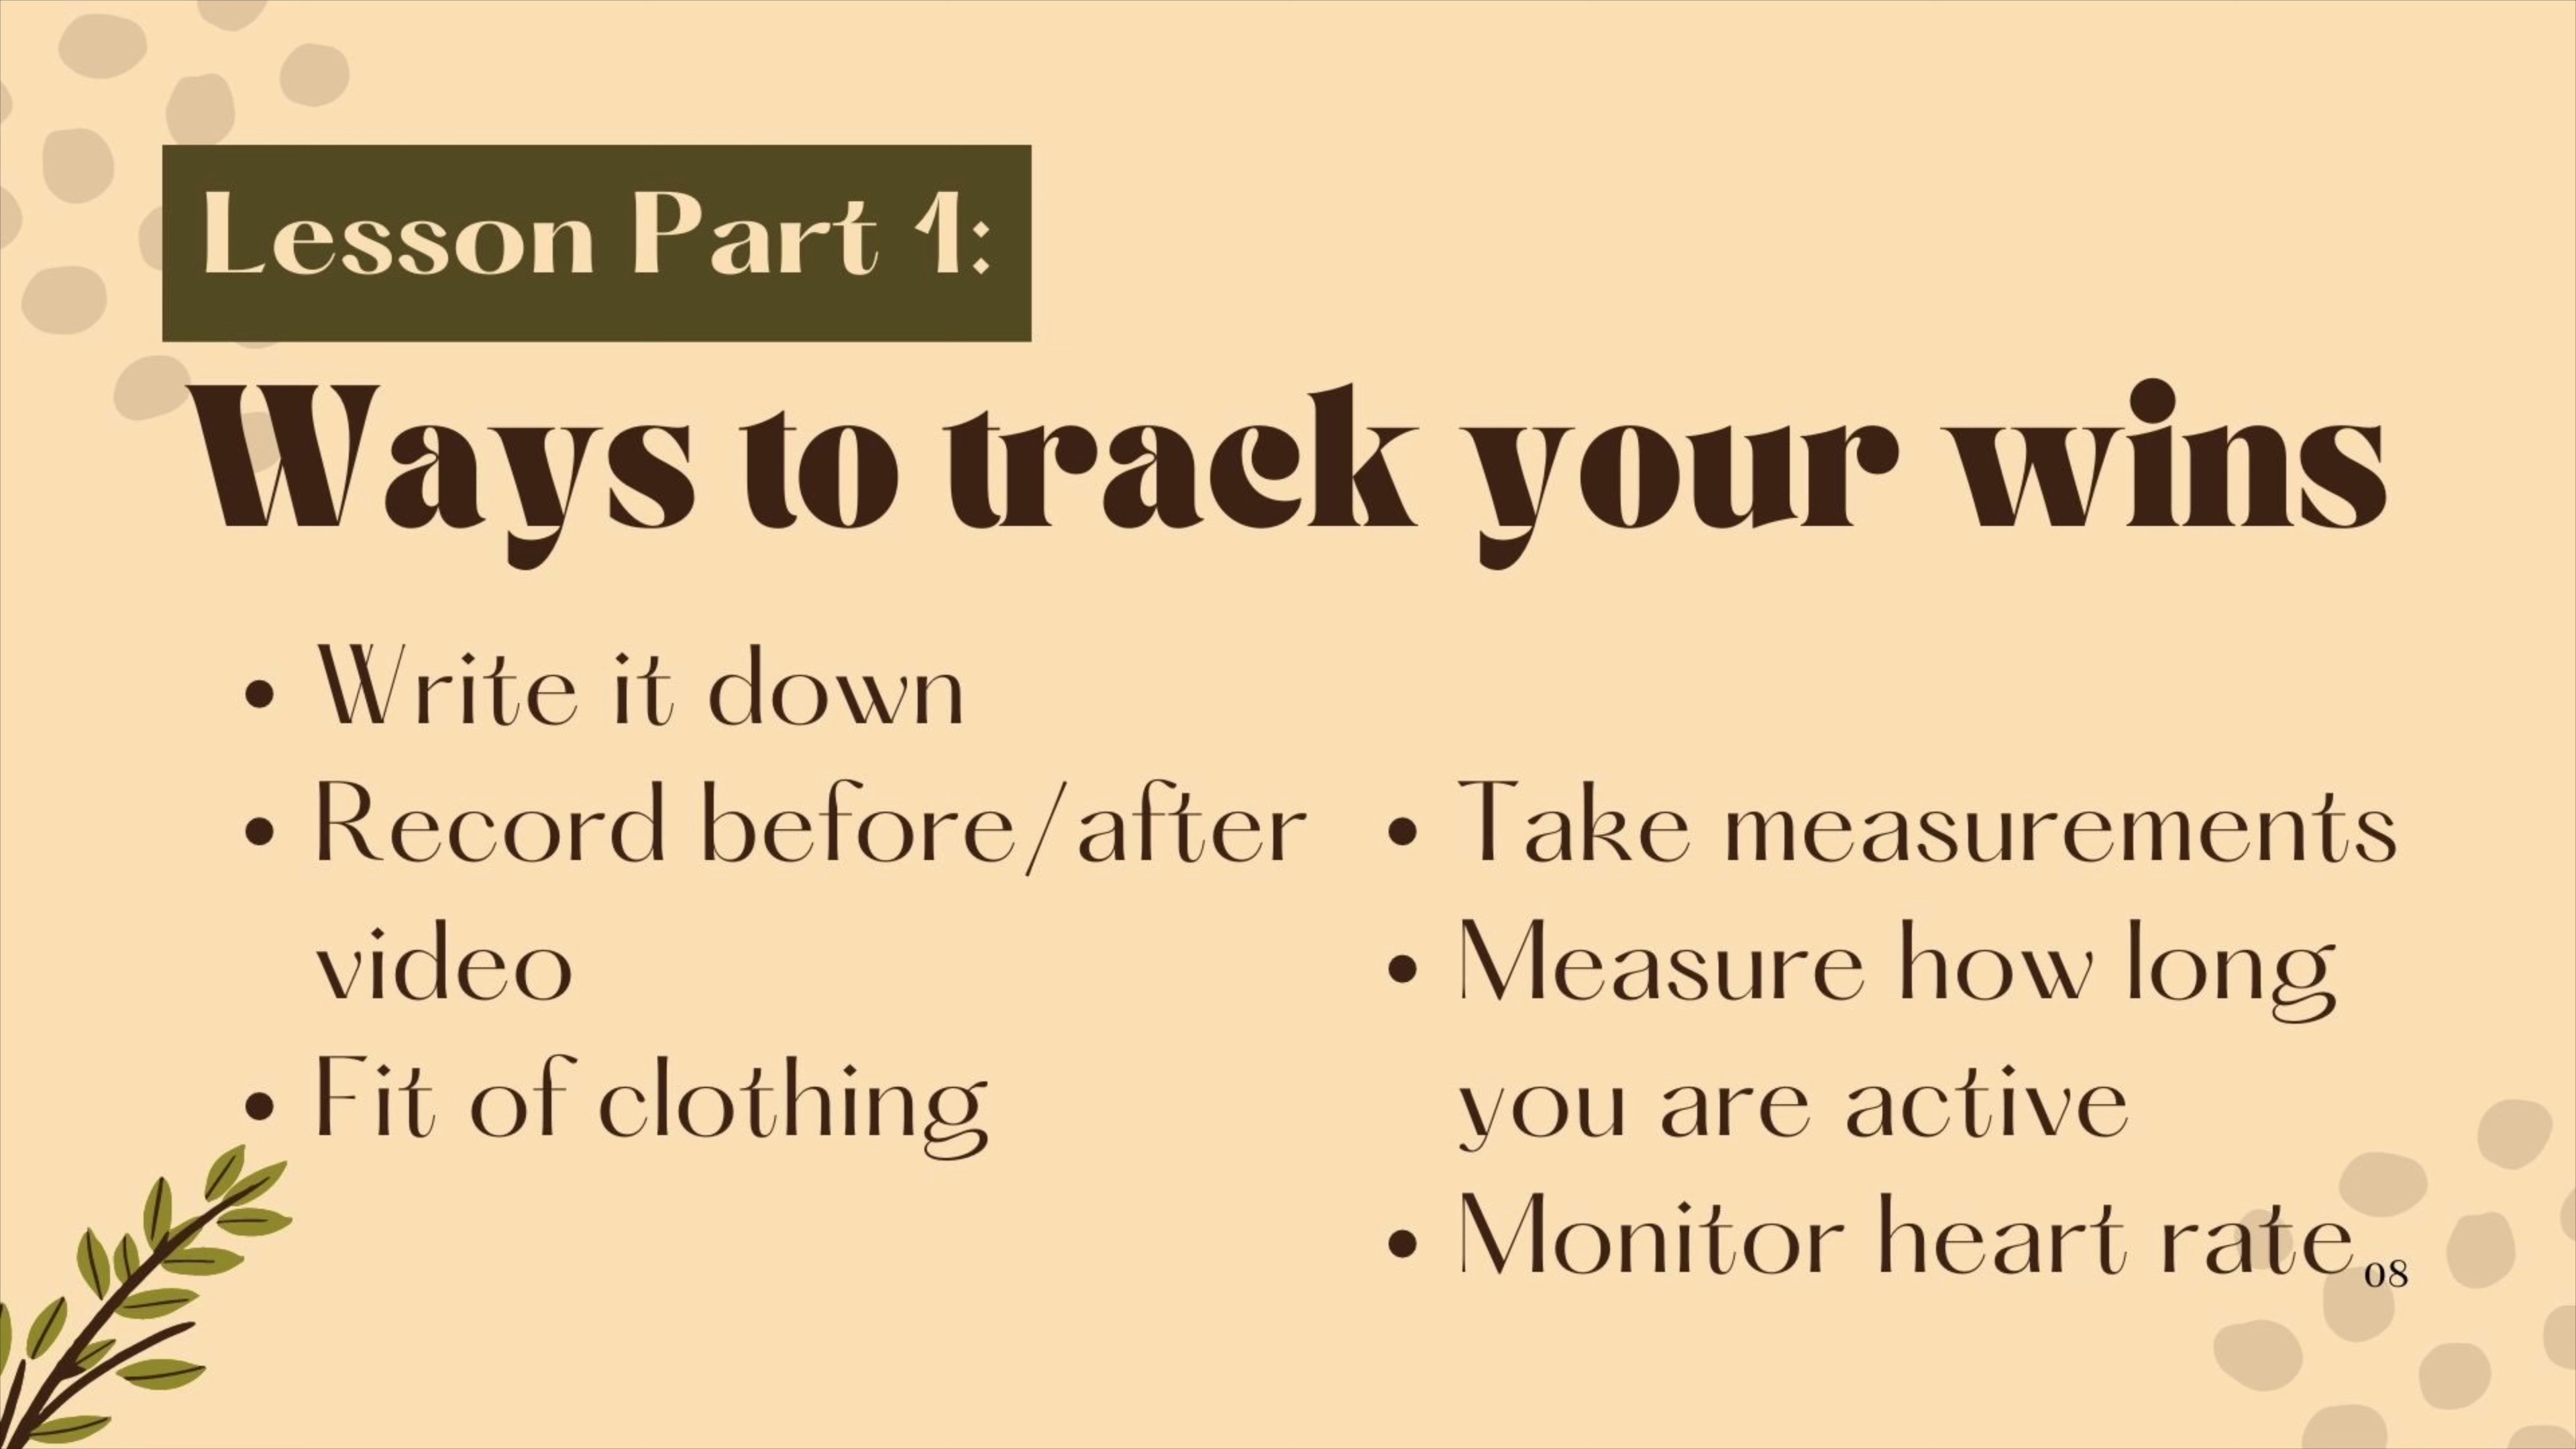 Lesson Part 1:
Ways to track your wins
• Write it down
• Record before/after
video
• Fit of clothing
• Take measurements
• Measure how long
you are active
• Monitor heart rate
08